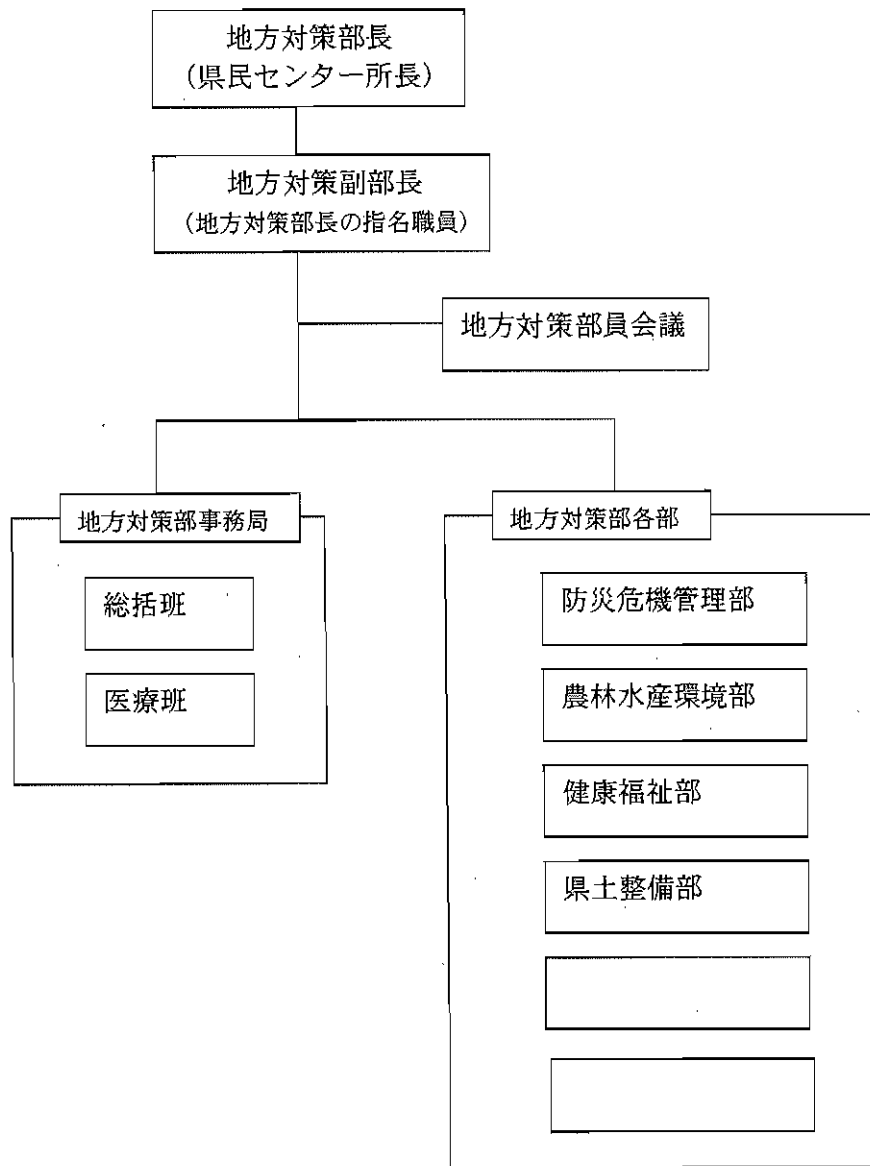 地方対策部長
（県民センター所長）
地方対策副部長
（地方対策部長の指名職員）
地方対策部員会議
地方対策部事務局
総括班
医療班
地方対策部各部
防災危機管理部
農林水産環境部
健康福祉部
県土整備部